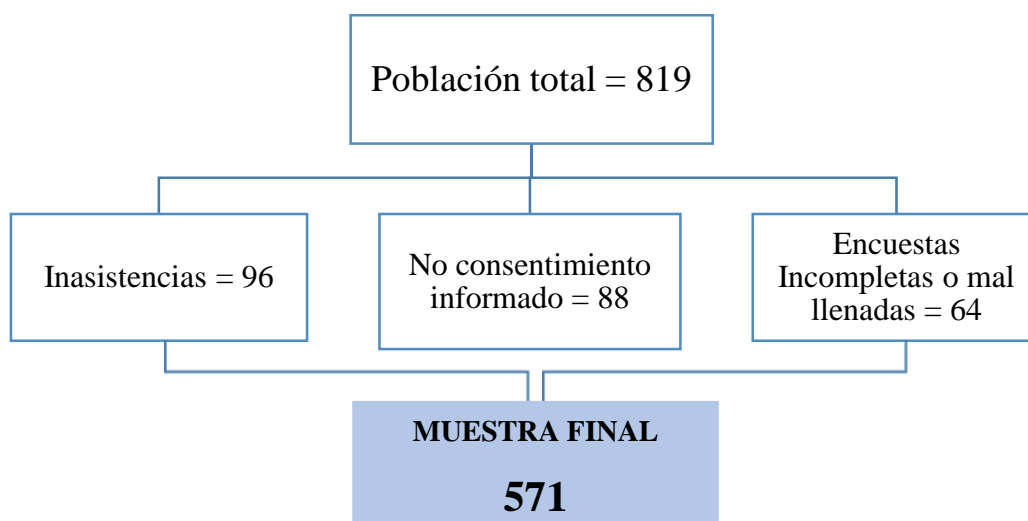 Población total = 819
Inasistencias = 96
No consentimiento
informado = 88
Encuestas
Incompletas o mal
llenadas = 64
MUESTRA FINAL
571